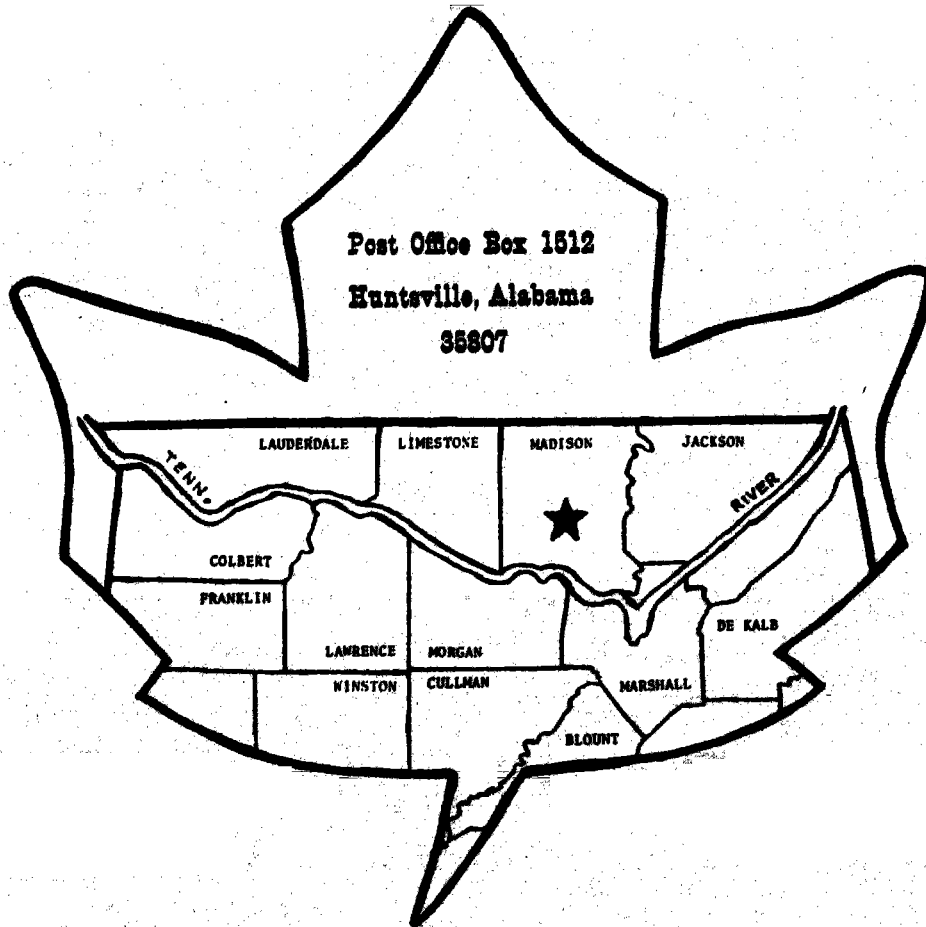 Post Office Box 1512
Huntsville, Alabama
35807
LAUDERDALE
LIMESTONE
MADISON
JACKSON
TENN.
RIVER
COLBERT
FRANKLIN
DE KALB
LAWRENCE
MORGAN
WINSTON
CULLMAN
MARSHALL
BLOUNT